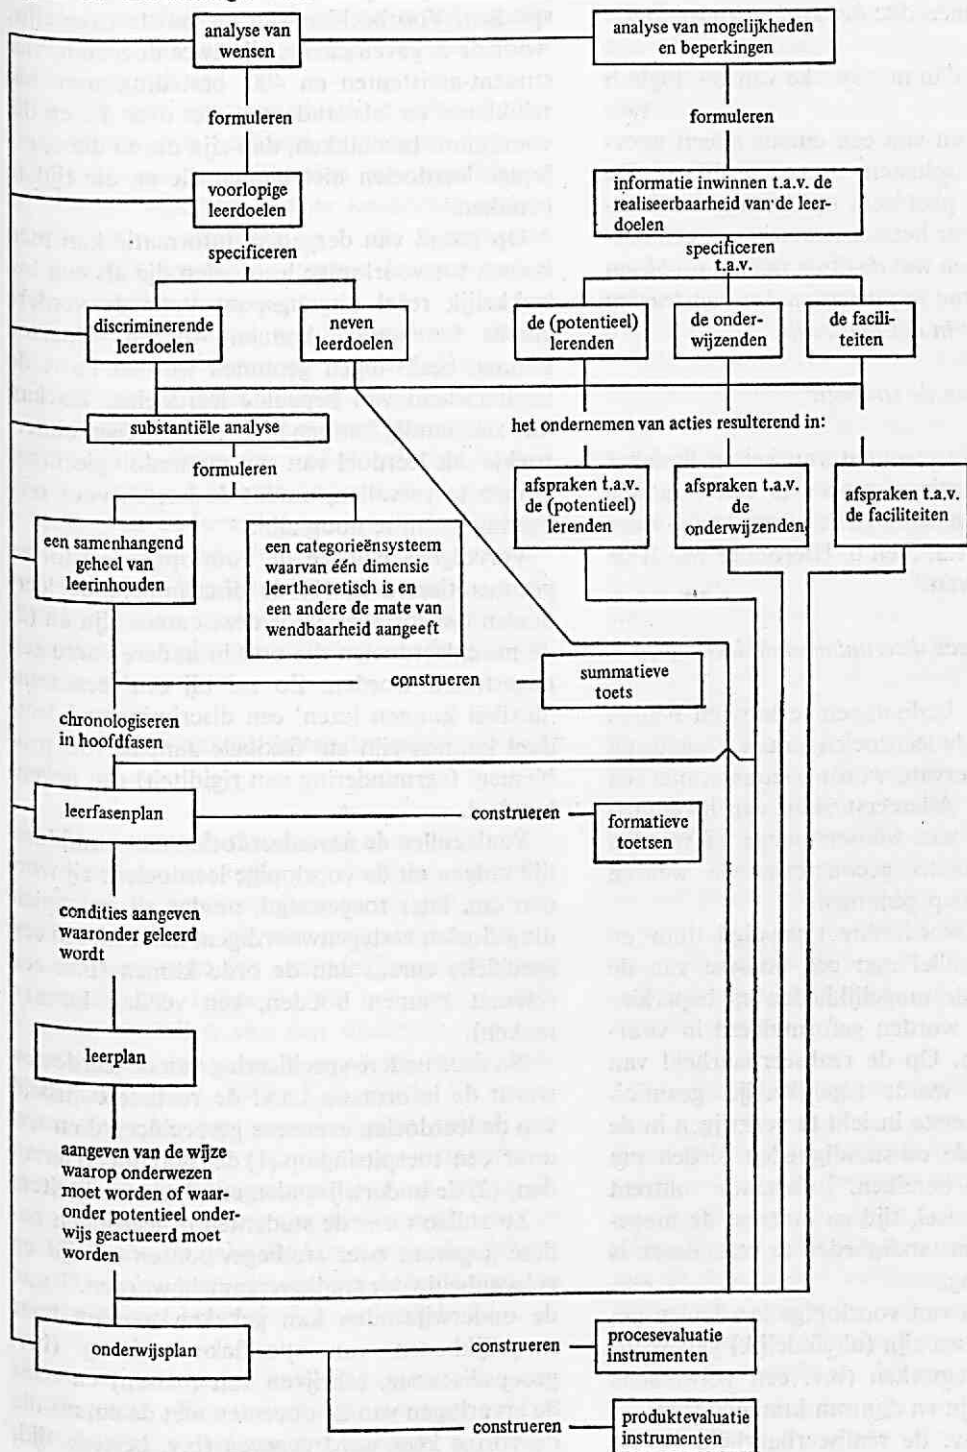 analyse van
wensen
analyse van mogelijkheden
en beperkingen
formuleren
formuleren
voorlopige
leerdoelen
informatie inwinnen t.a.v. de
realiseerbaarheid van de leer-
doelen
specificeren
specificeren
t.a.v.
discriminerende
leerdoelen
neven
leerdoelen
de (potentieel)
lerenden
de onder-
wijzenden
de facili-
teiten
substantiële analyse
het ondernemen van acties resulterend in:
formuleren
afspraken t.a.v.
de (potentieel)
lerenden
afspraken t.a.v.
de
onderwijzenden
afspraken t.a.v.
de faciliteiten
een samenhangend
geheel van
leerinhouden
een categorieënsysteem
waarvan één dimensie
leertheoretisch is en
een andere de mate van
wendbaarheid aangeeft
construeren
summatieve
toets
chronologiseren
in hoofdfasen
leerfasenplan
construeren
formatieve
toetsen
condities aangeven
waaronder geleerd
wordt
leerplan
aangeven van de wijze
waarop onderwezen
moet worden of waar-
onder potentieel onder-
wijs geactueerd moet
worden
onderwijsplan
construeren
procesevaluatie
instrumenten
construeren
produktevaluatie
instrumenten